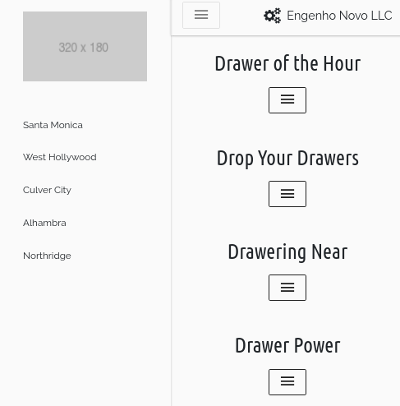 320 x 180
Santa Monica
West Hollywood
Culver City
Alhambra
Northridge
Engenho Novo LLC
Drawer of the Hour
Drop Your Drawers
Drawering Near
Drawer Power